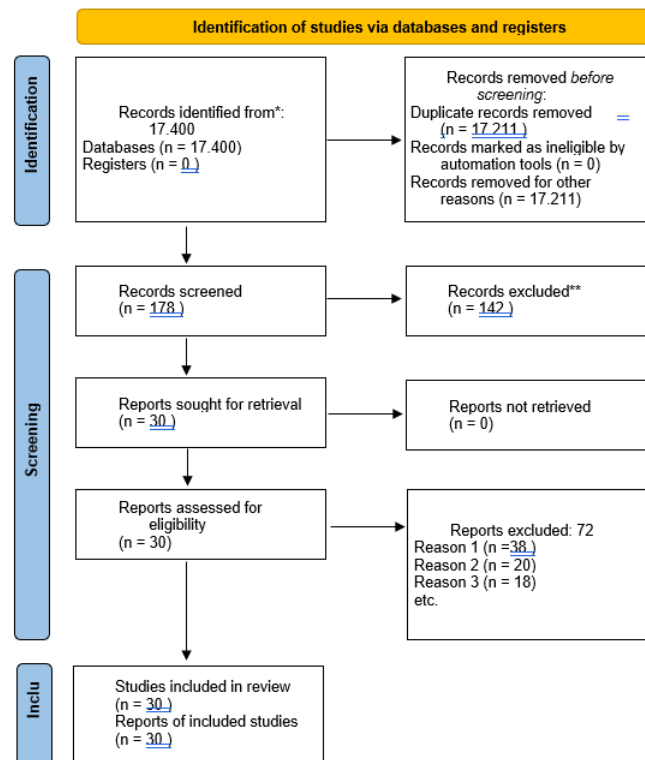 Identification of studies via databases and registers
Identification
Records identified from*:
17.400
Databases (n = 17.400)
Registers (n = 0 )
Records removed before
screening:
Duplicate records removed
(n = 17.211 )
Records marked as ineligible by
automation tools (n = 0)
Records removed for other
reasons (n = 17.211)
Screening
Records screened
(n = 178 )
Records excluded**
(n = 142 )
Reports sought for retrieval
(n = 30 )
Reports not retrieved
(n = 0)
Reports assessed for
eligibility
(n = 30)
Reports excluded: 72
Reason 1 (n =38 )
Reason 2 (n = 20)
Reason 3 (n = 18)
etc.
Inclu
Studies included in review
(n = 30 )
Reports of included studies
(n = 30 )